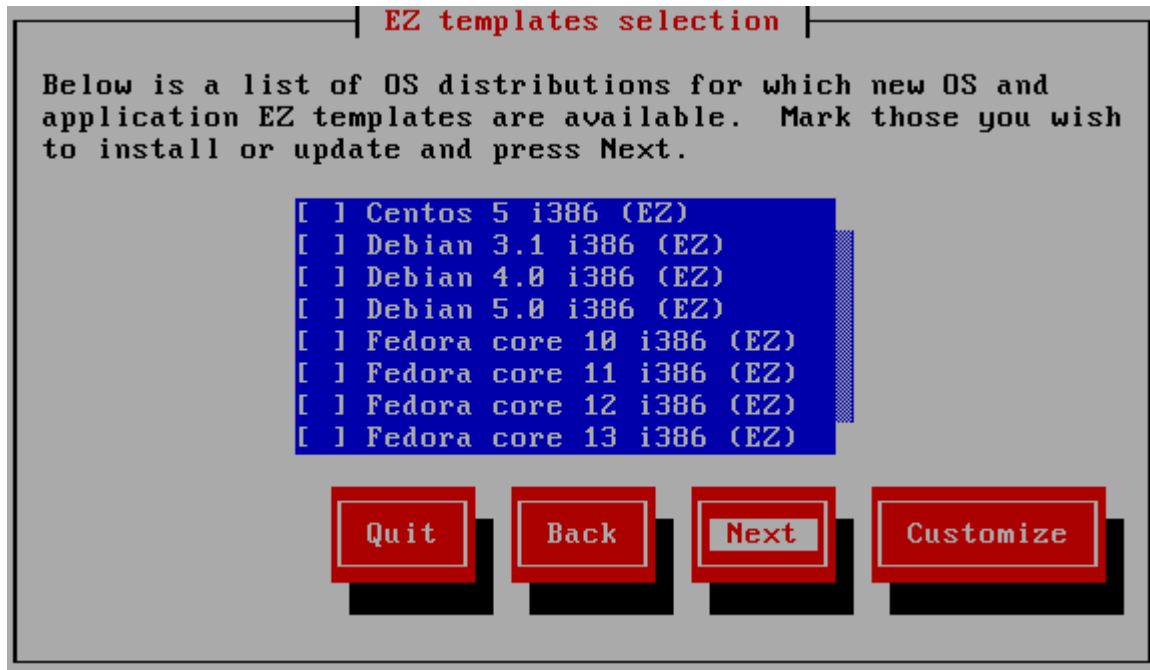 EZ templates selection
Below is a list of OS distributions for which new OS and
application EZ templates are available.  Mark those you wish
to install or update and press Next.
[ ] Centos 5 i386 (EZ)
[ ] Debian 3.1 i386 (EZ)
[ ] Debian 4.0 i386 (EZ)
[ ] Debian 5.0 i386 (EZ)
[ ] Fedora core 10 i386 (EZ)
[ ] Fedora core 11 i386 (EZ)
[ ] Fedora core 12 i386 (EZ)
[ ] Fedora core 13 i386 (EZ)
Quit Back Next Customize